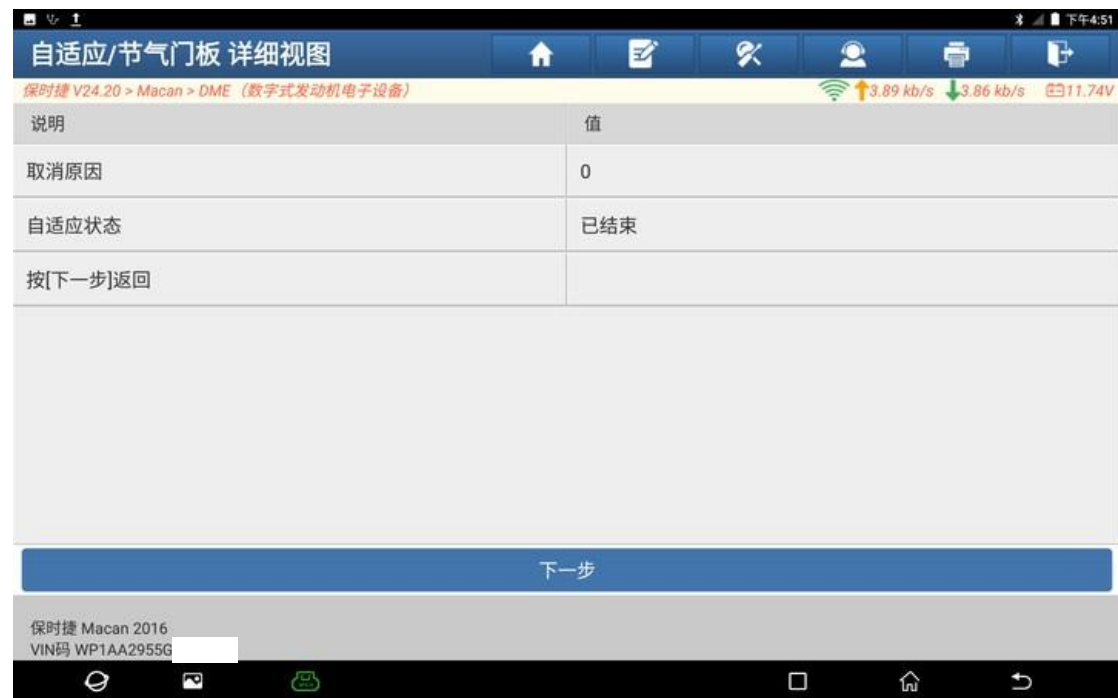 下午4:51
自适应/节气门板 详细视图
保时捷 V24.20 > Macan > DME（数字式发动机电子设备） 3.89 kb/s 3.86 kb/s 11.74V
说明 值
取消原因 0
自适应状态 已结束
按[下一步]返回
下一步
保时捷 Macan 2016
VIN码 WP1AA2955G